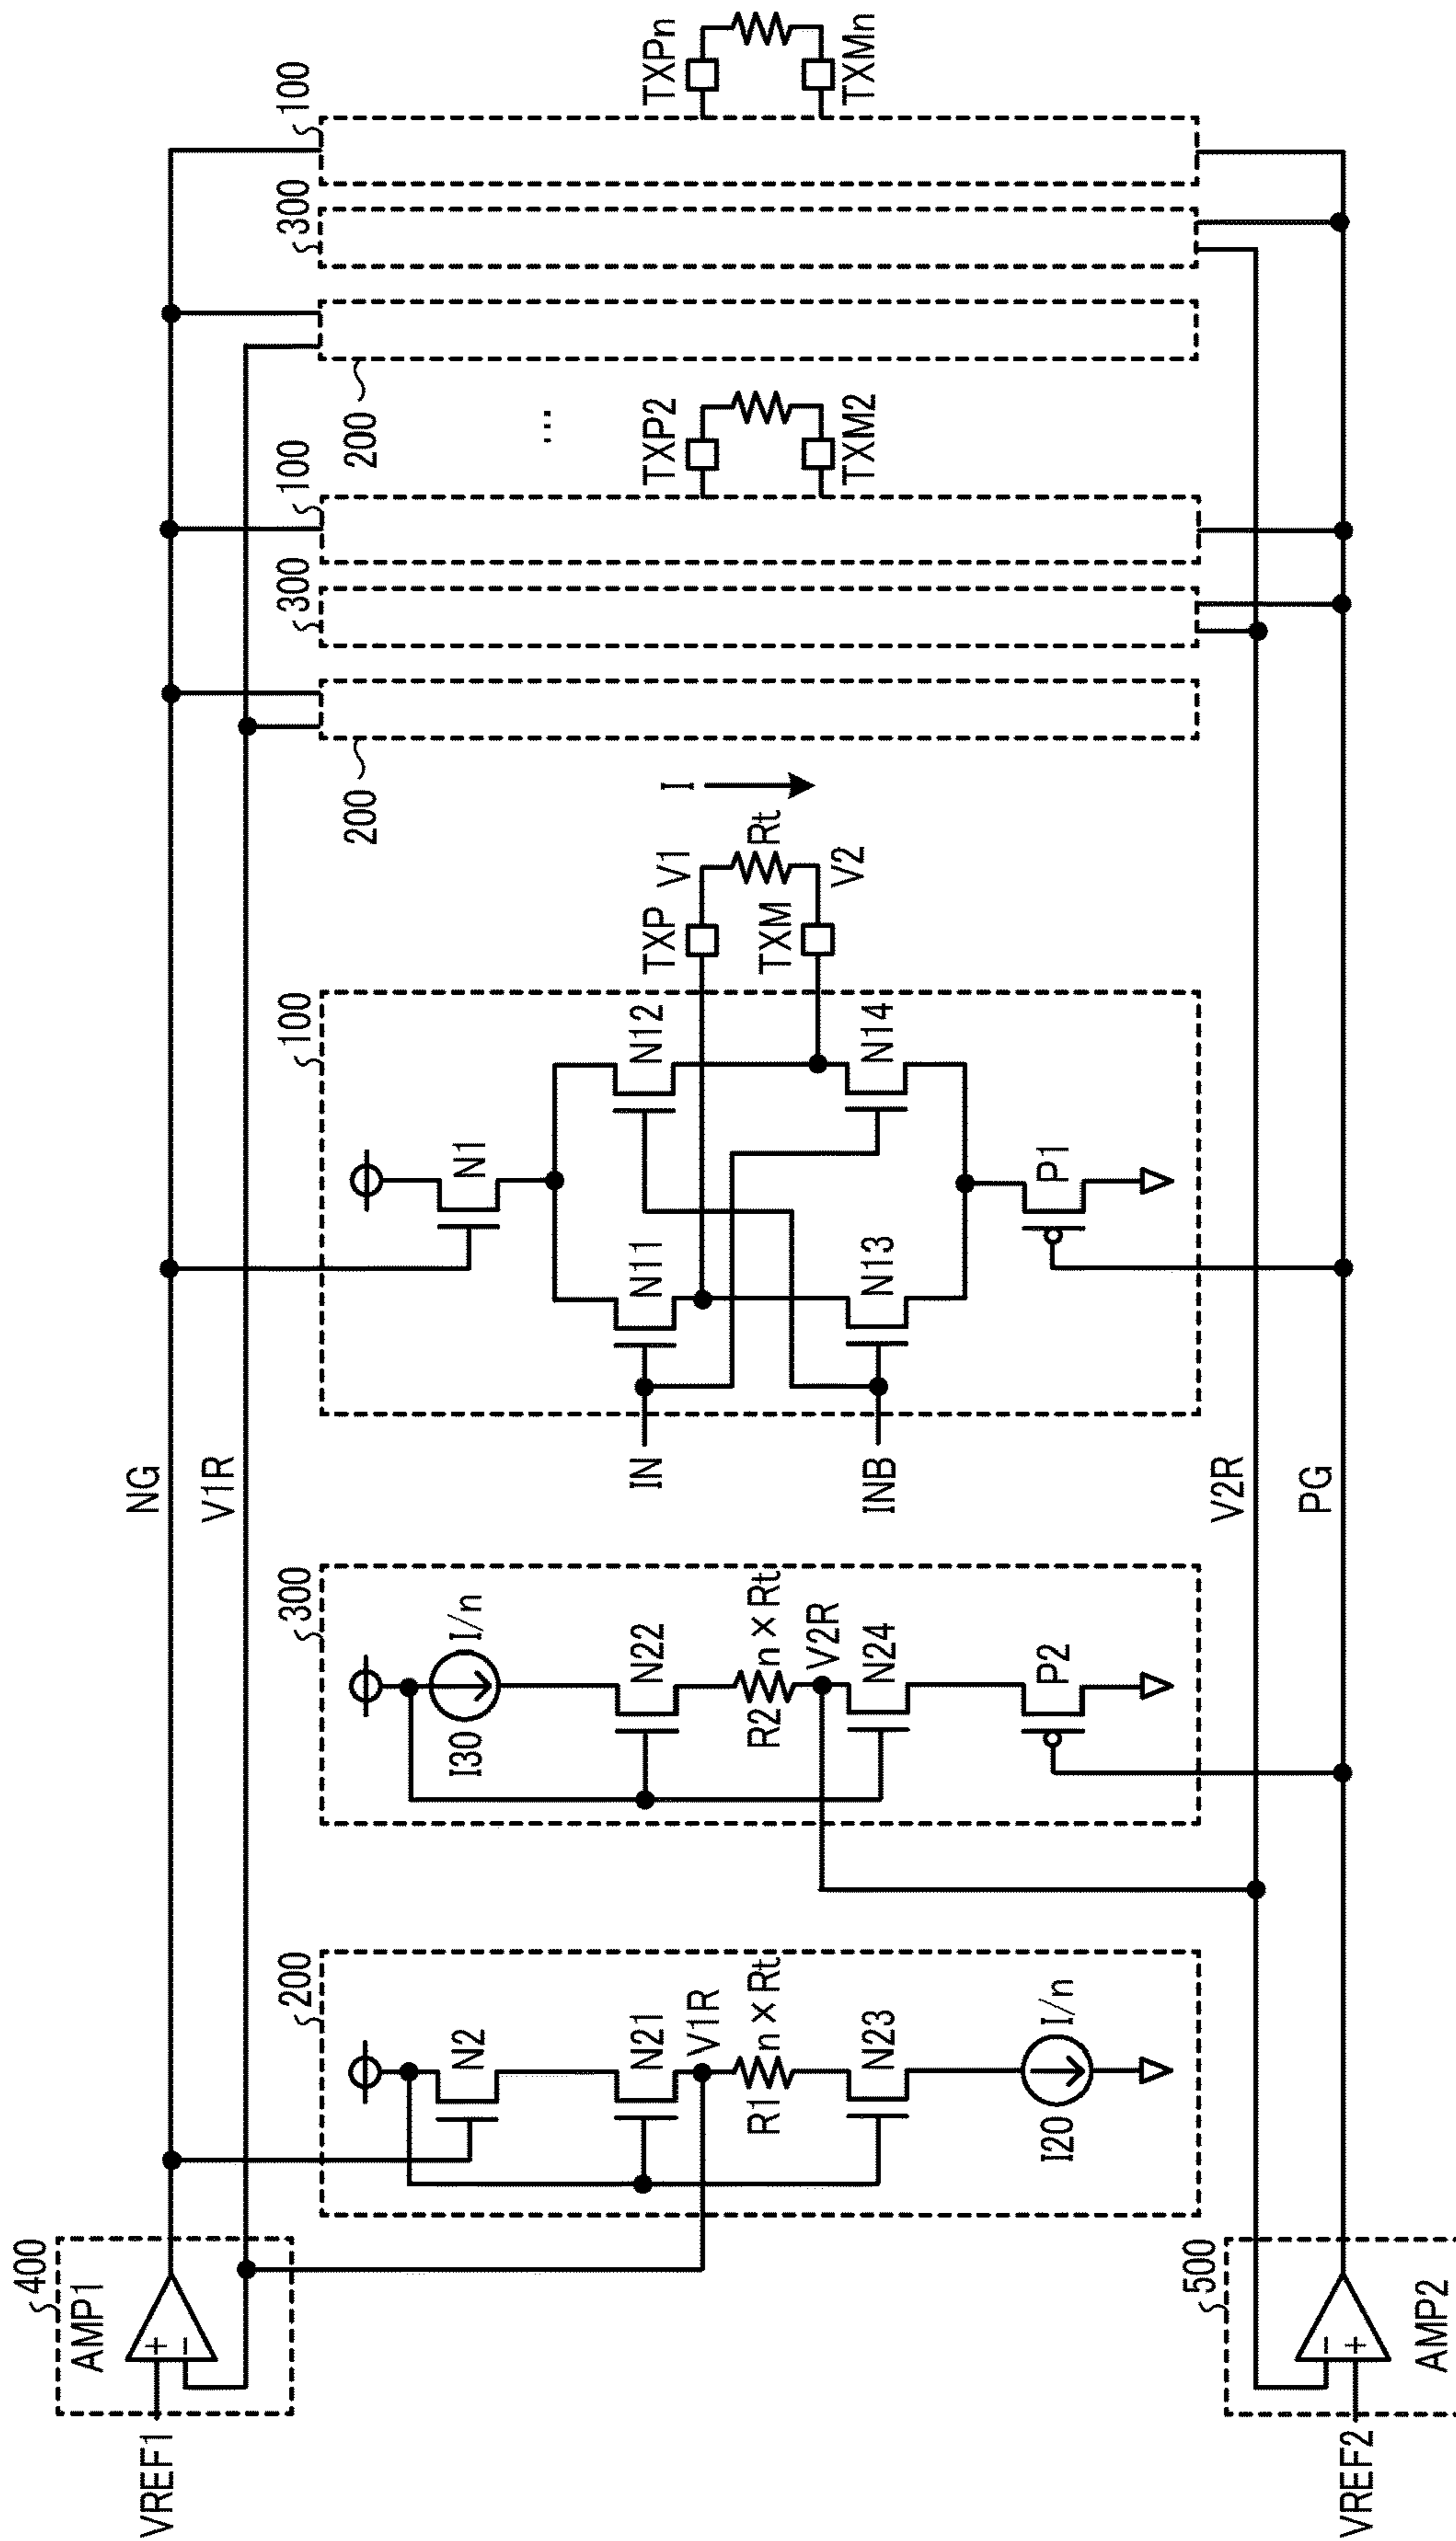 400
AMP1
+
-
VREF1
NG
V1R
200
N2
N21
V1R
R1
n×Rt
N23
I20
I/n
300
I30
I/n
N22
R2
n×Rt
V2R
N24
P2
100
N1
N11
N12
IN
N13
N14
INB
P1
TXP
V1
Rt
I
TXM
V2
200
300
100
TXP2
TXM2
...
200
300
100
TXPn
TXMn
V2R
PG
500
-
+
AMP2
VREF2